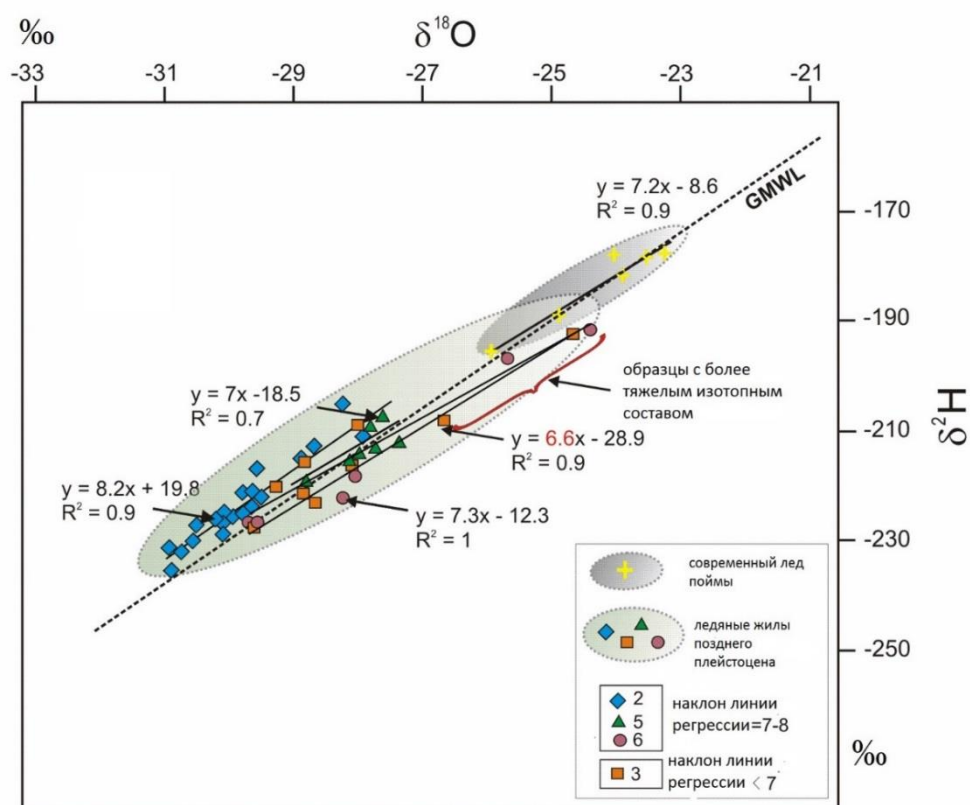 ‰
δ¹⁸O
-33 -31 -29 -27 -25 -23 -21
y = 7.2x - 8.6
R² = 0.9
GMWL
-170
-190
-210
-230
-250
δ²H
‰
образцы с более
тяжелым изотопным
составом
y = 7x -18.5
R² = 0.7
y = 6.6x - 28.9
R² = 0.9
y = 8.2x + 19.8
R² = 0.9
y = 7.3x - 12.3
R² = 1
современный лед
поймы
ледяные жилы
позднего
плейстоцена
2
5
6
наклон линии
регрессии=7-8
3
наклон линии
регрессии < 7